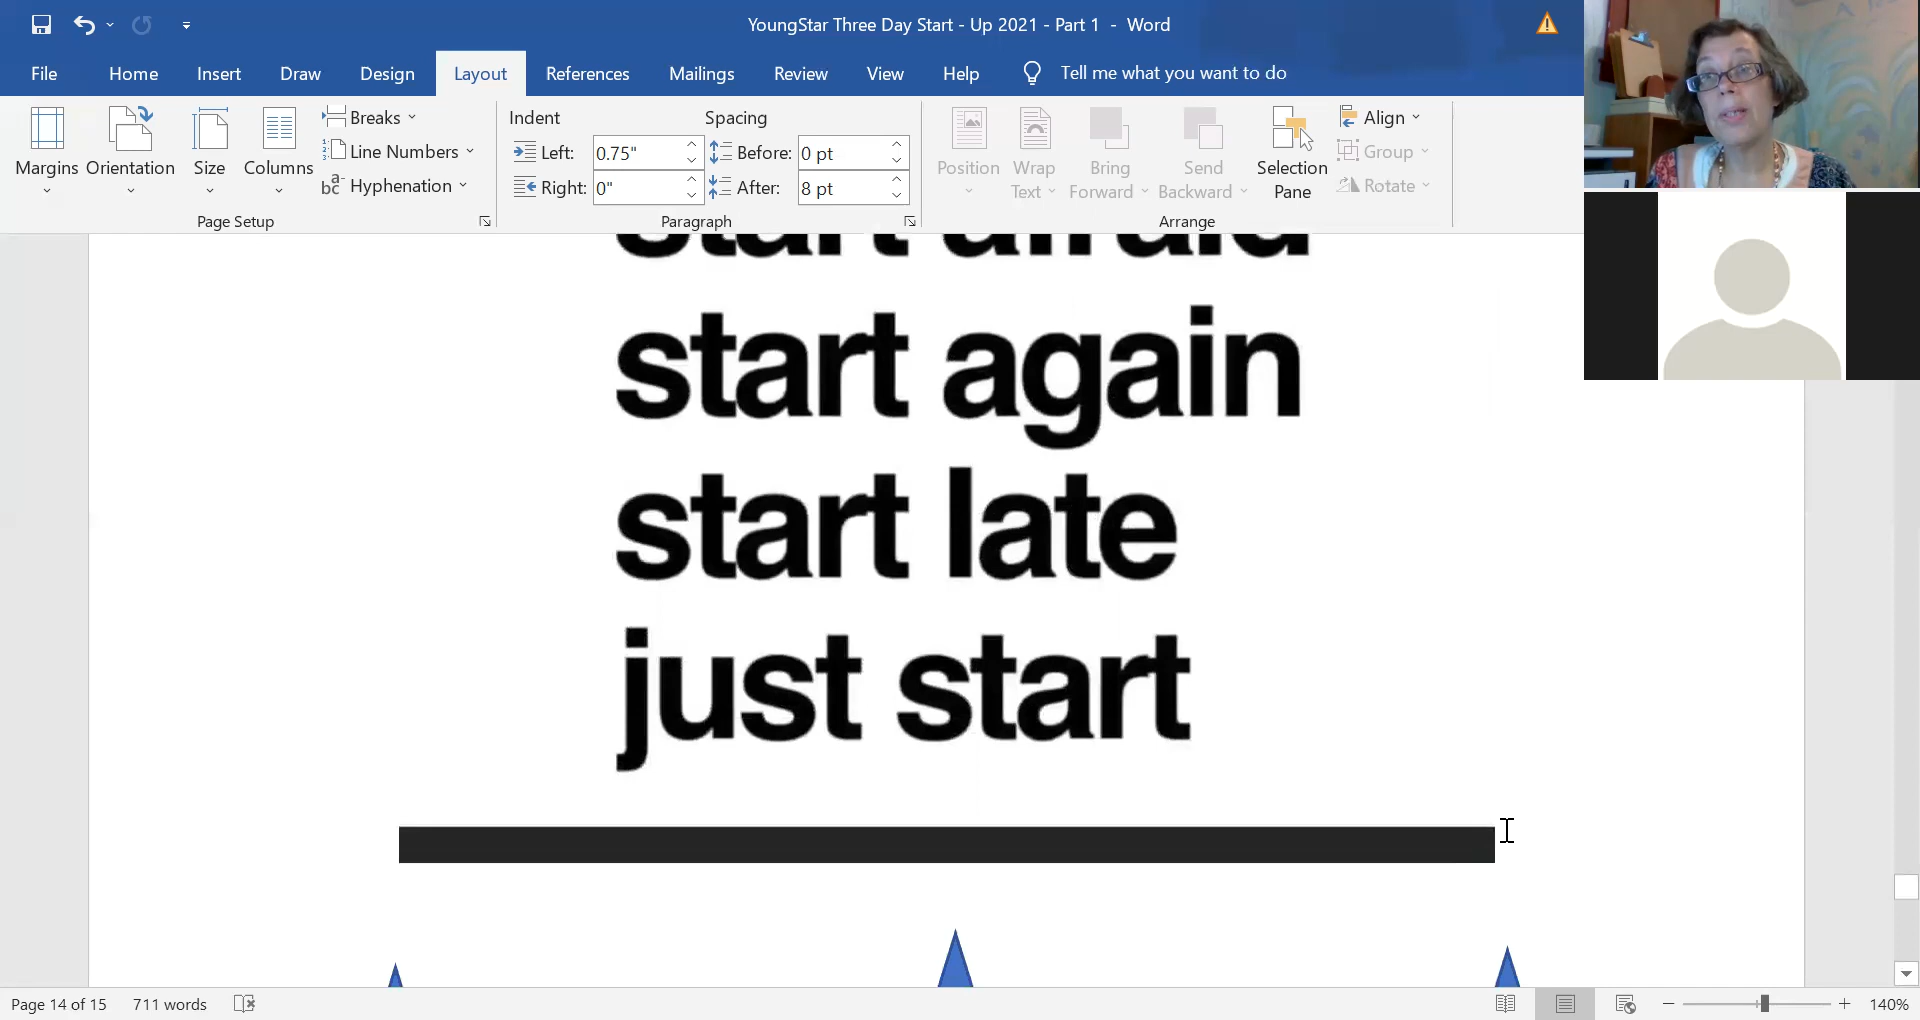 YoungStar Three Day Start - Up 2021 - Part 1 - Word
File Home Insert Draw Design Layout References Mailings Review View Help Tell me what you want to do
Margins
Orientation
Size
Columns
Breaks
Line Numbers
Hyphenation
Page Setup
Indent
Left: 0.75"
Right: 0"
Spacing
Before: 0 pt
After: 8 pt
Paragraph
Position
Wrap
Text
Bring
Forward
Send
Backward
Selection
Pane
Align
Group
Rotate
Arrange
start afraid
start again
start late
just start
Page 14 of 15 711 words
140%